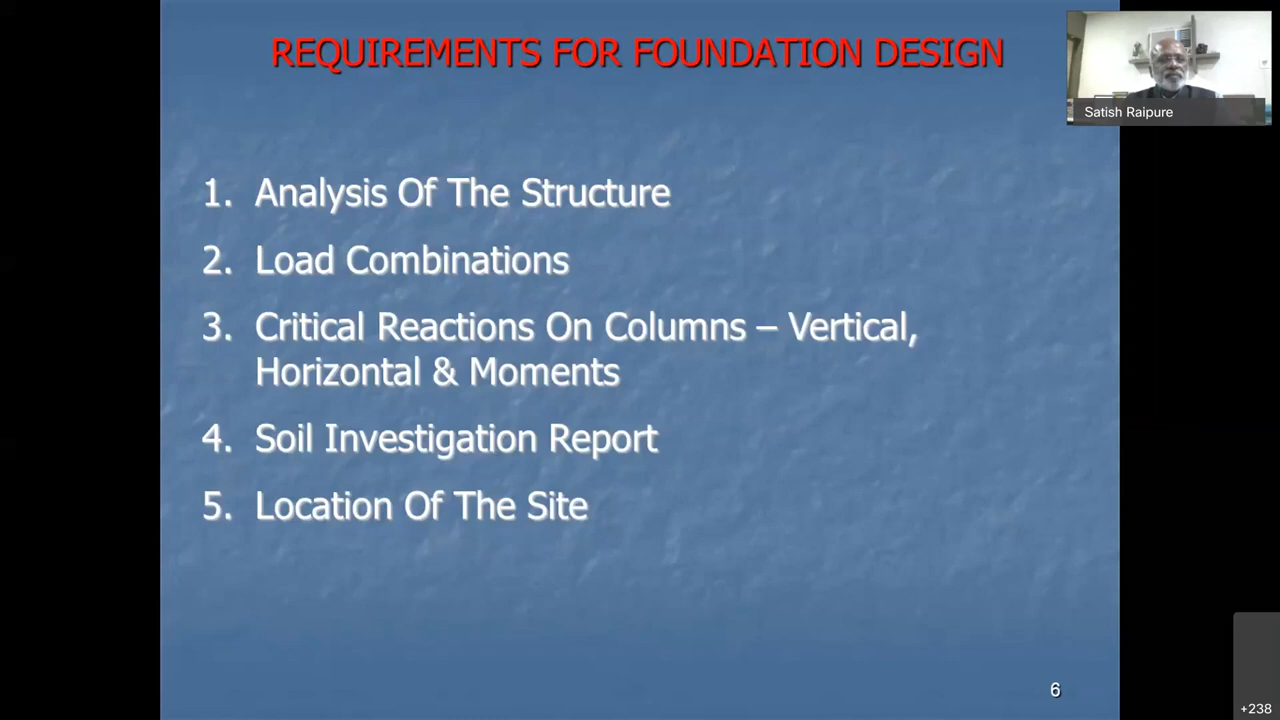 REQUIREMENTS FOR FOUNDATION DESIGN
Satish Raipure
1. Analysis Of The Structure
2. Load Combinations
3. Critical Reactions On Columns – Vertical,
Horizontal & Moments
4. Soil Investigation Report
5. Location Of The Site
6
+238